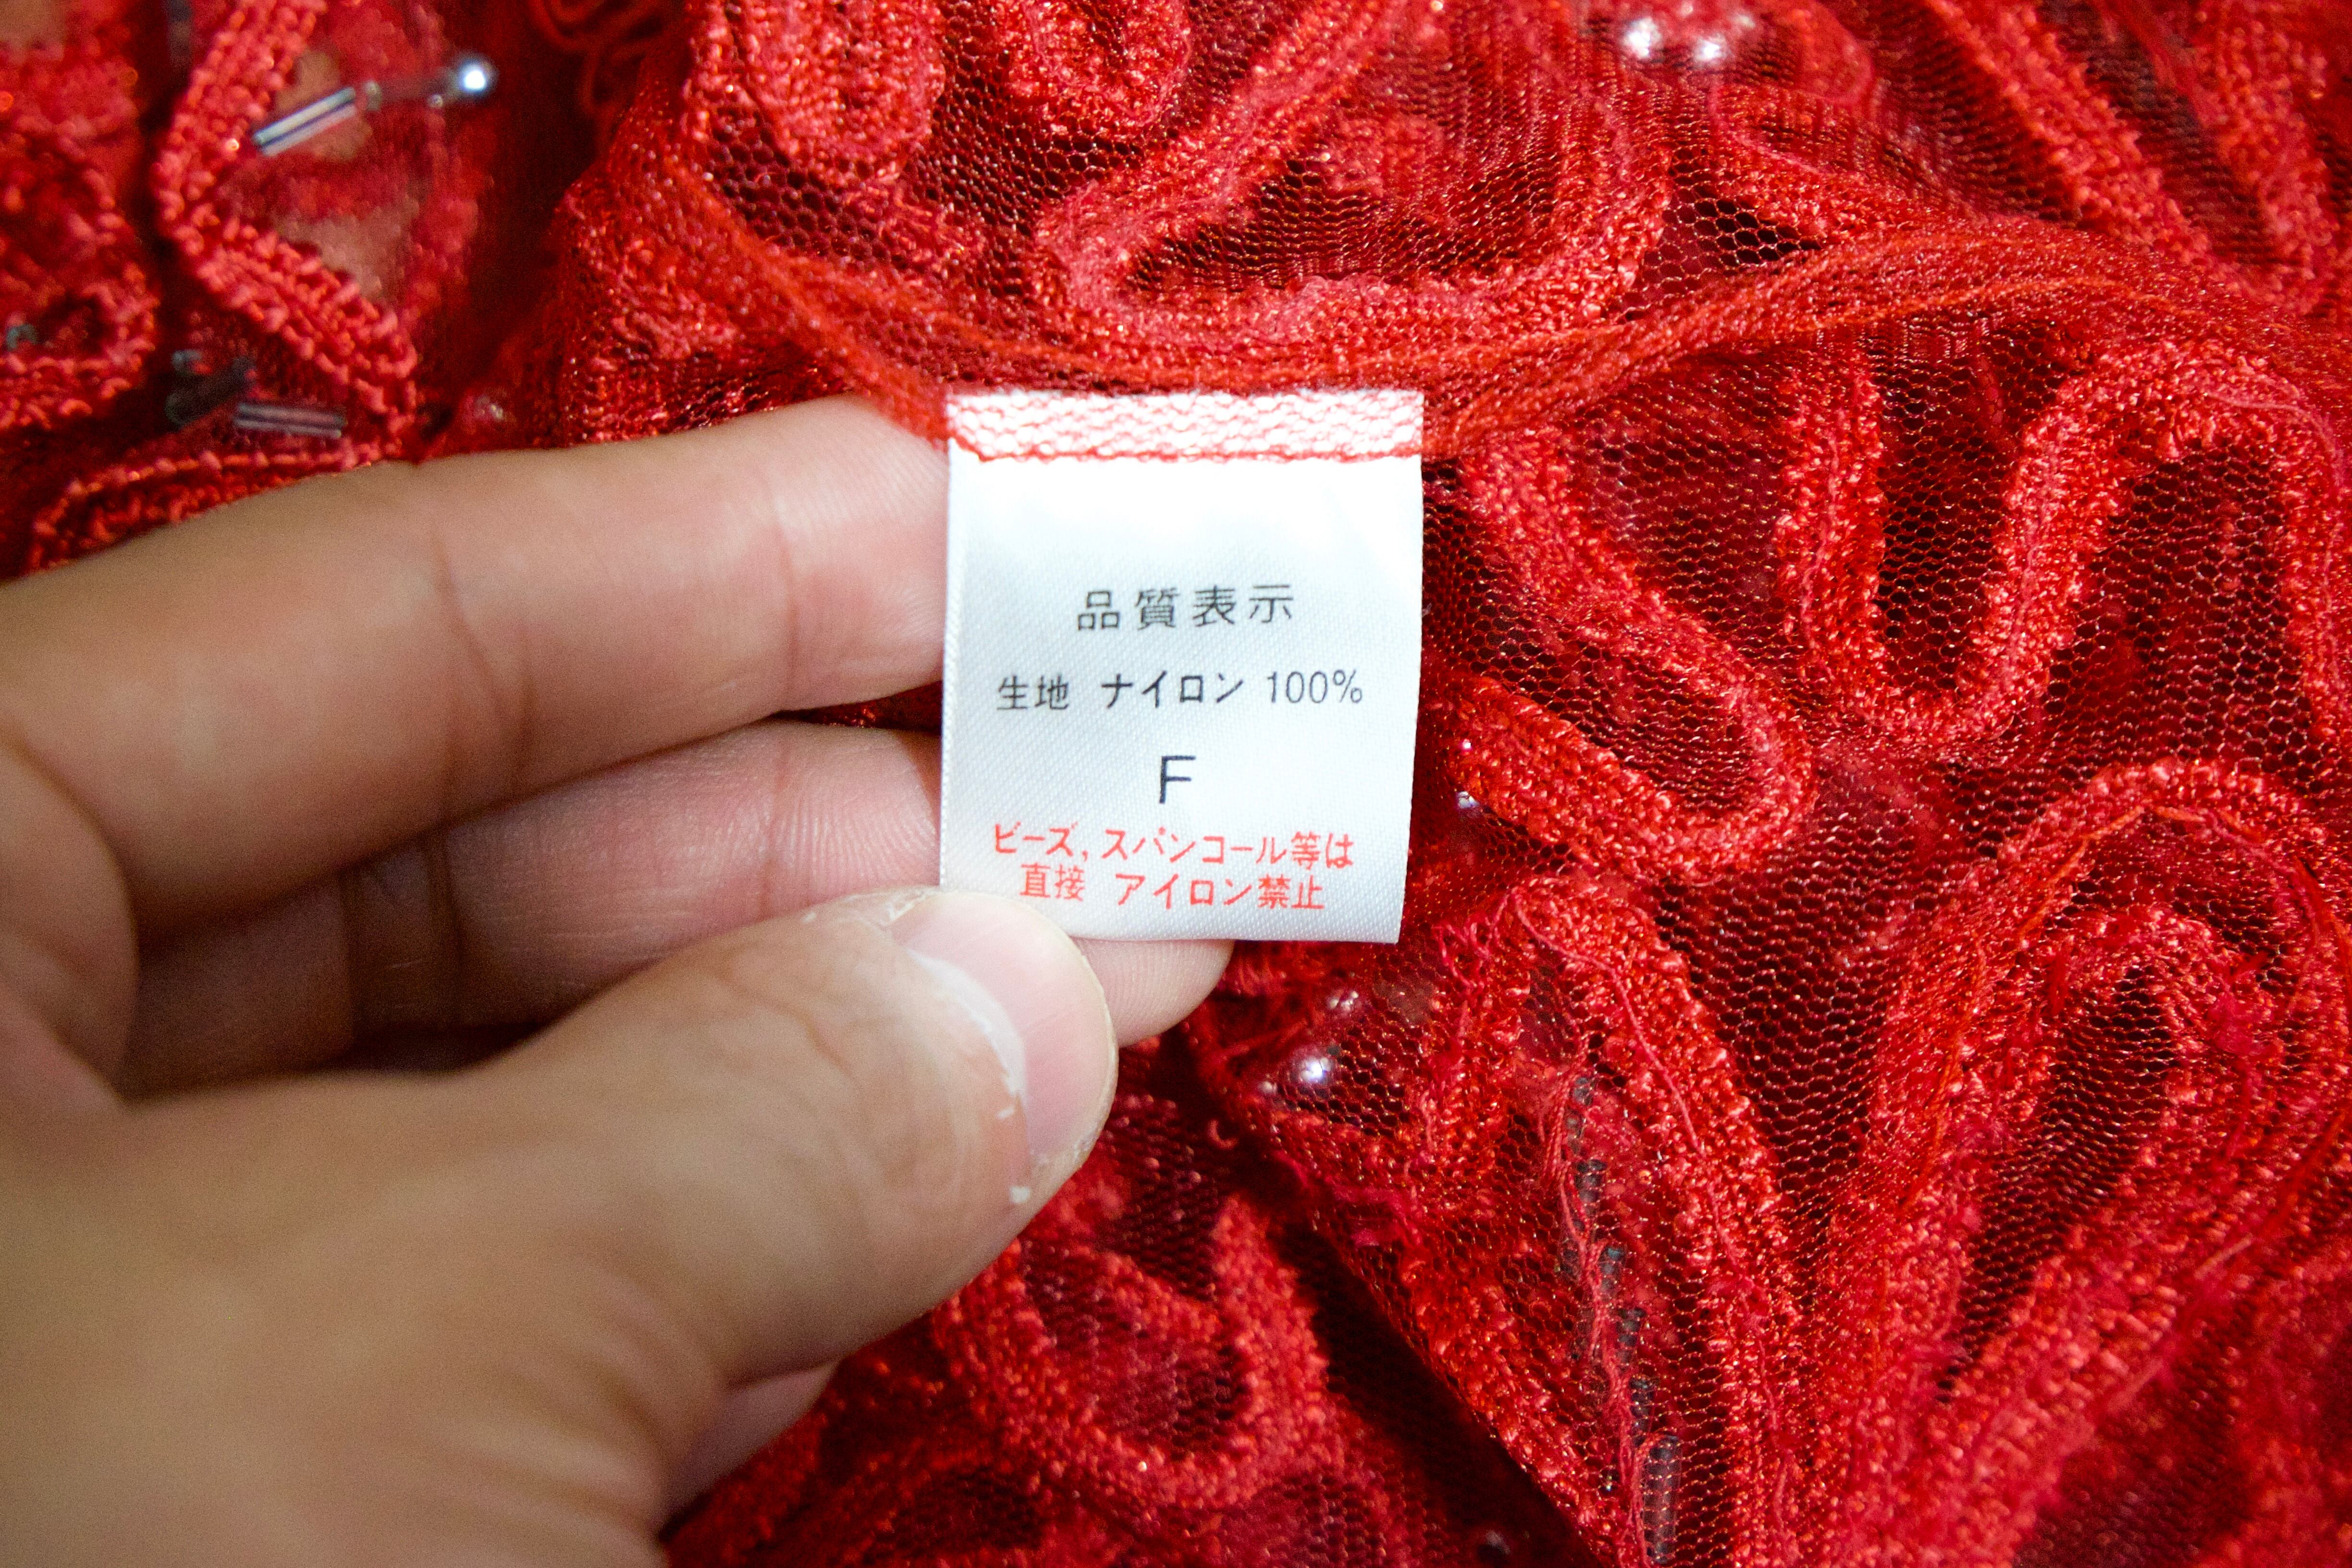 品質表示
生地 ナイロン 100%
F
ビーズ,スパンコール等は
直接 アイロン禁止